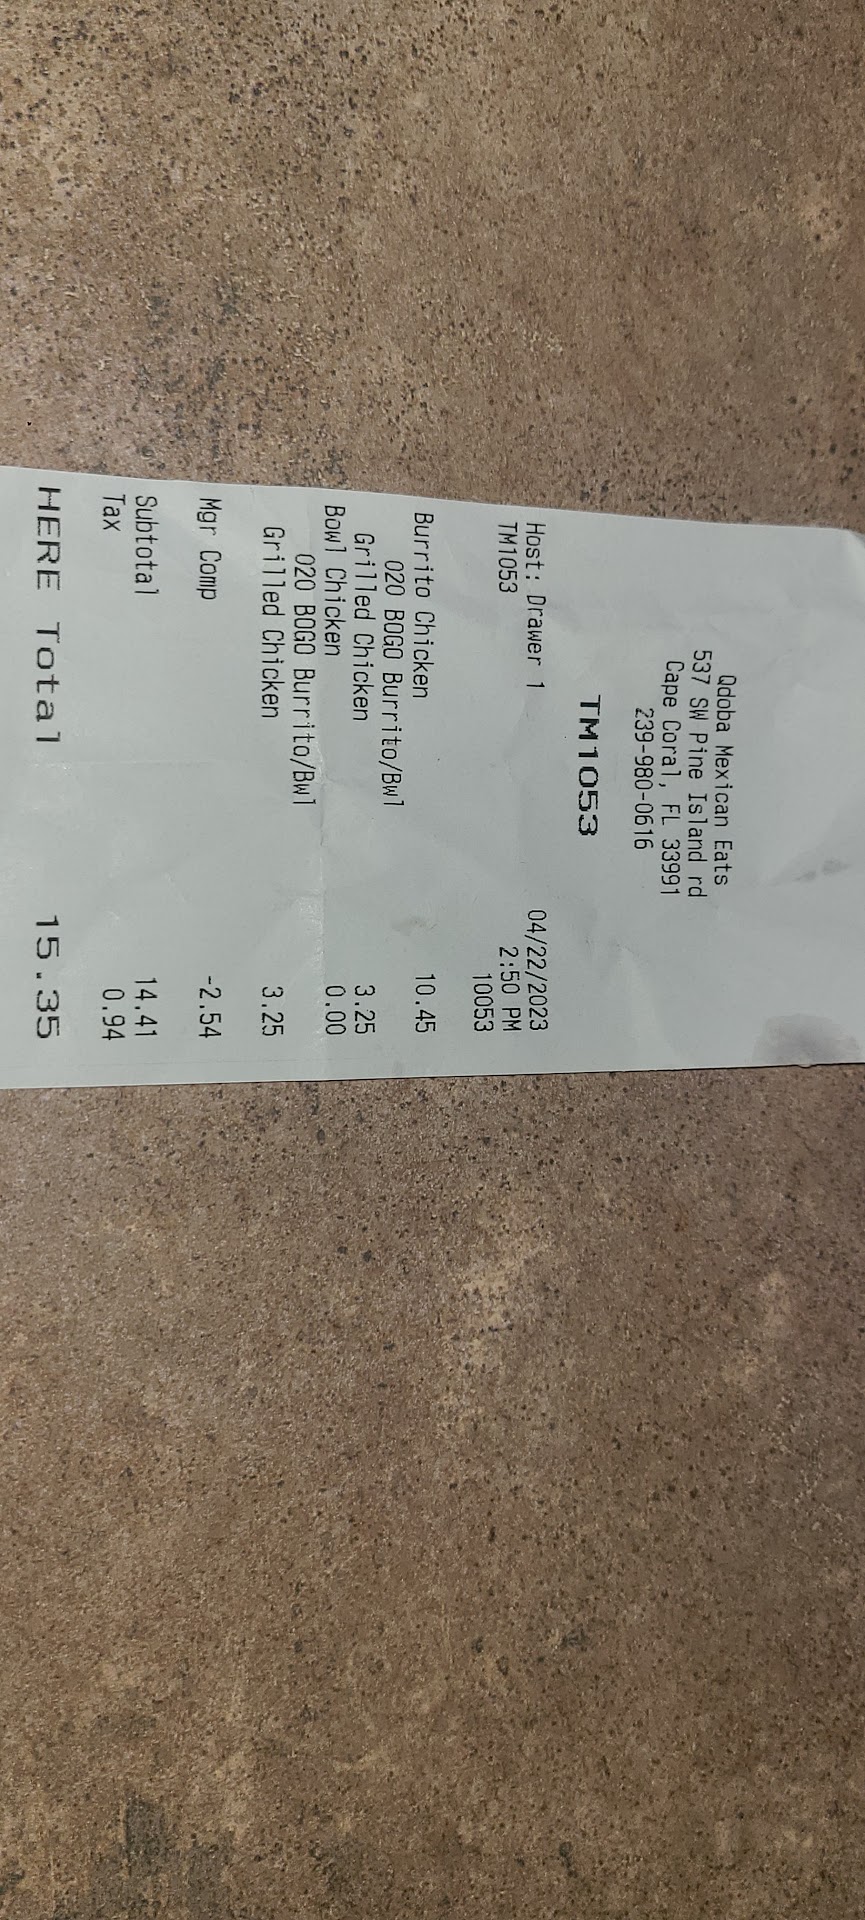 Qdoba Mexican Eats
537 SW Pine Island rd
Cape Coral, FL 33991
239-980-0616
TM1053
Host: Drawer 1 04/22/2023
TM1053 2:50 PM
10053
Burrito Chicken 10.45
020 BOGO Burrito/Bwl
Grilled Chicken 3.25
Bowl Chicken 0.00
020 BOGO Burrito/Bwl
Grilled Chicken 3.25
Mgr Comp -2.54
Subtotal 14.41
Tax 0.94
HERE Total 15.35